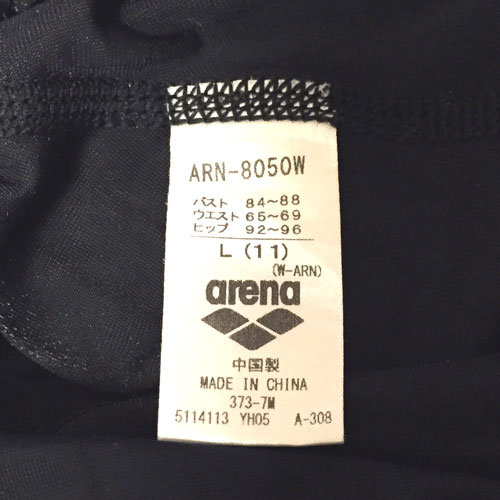 ARN-8050W
バスト 84~88
ウエスト 65~69
ヒップ 92~96
L (11)
(W-ARN)
arena
中国製
MADE IN CHINA
373-7M
5114113 YH05 A-308